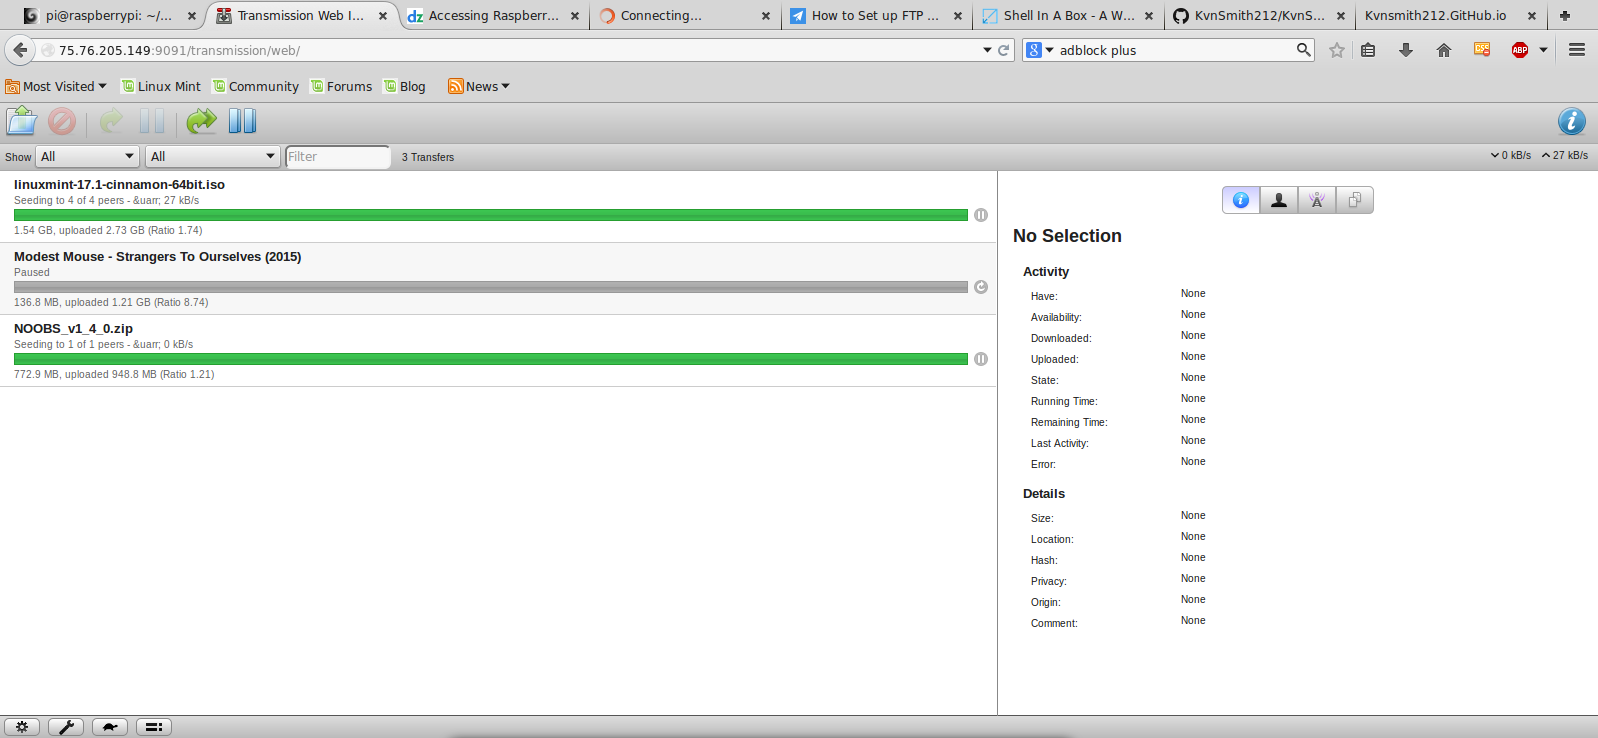 pi@raspberrypi: ~/... Transmission Web I... Accessing Raspberr... Connecting... How to Set up FTP ... Shell In A Box - A W... KvnSmith212/KvnS... Kvnsmith212.GitHub.io
75.76.205.149:9091/transmission/web/ adblock plus ABP
Most Visited Linux Mint Community Forums Blog News
Show All All Filter 3 Transfers 0 kB/s 27 kB/s
linuxmint-17.1-cinnamon-64bit.iso
Seeding to 4 of 4 peers - &uarr; 27 kB/s
1.54 GB, uploaded 2.73 GB (Ratio 1.74)
Modest Mouse - Strangers To Ourselves (2015)
Paused
136.8 MB, uploaded 1.21 GB (Ratio 8.74)
NOOBS_v1_4_0.zip
Seeding to 1 of 1 peers - &uarr; 0 kB/s
772.9 MB, uploaded 948.8 MB (Ratio 1.21)
No Selection
Activity
Have: None
Availability: None
Downloaded: None
Uploaded: None
State: None
Running Time: None
Remaining Time: None
Last Activity: None
Error: None
Details
Size: None
Location: None
Hash: None
Privacy: None
Origin: None
Comment: None